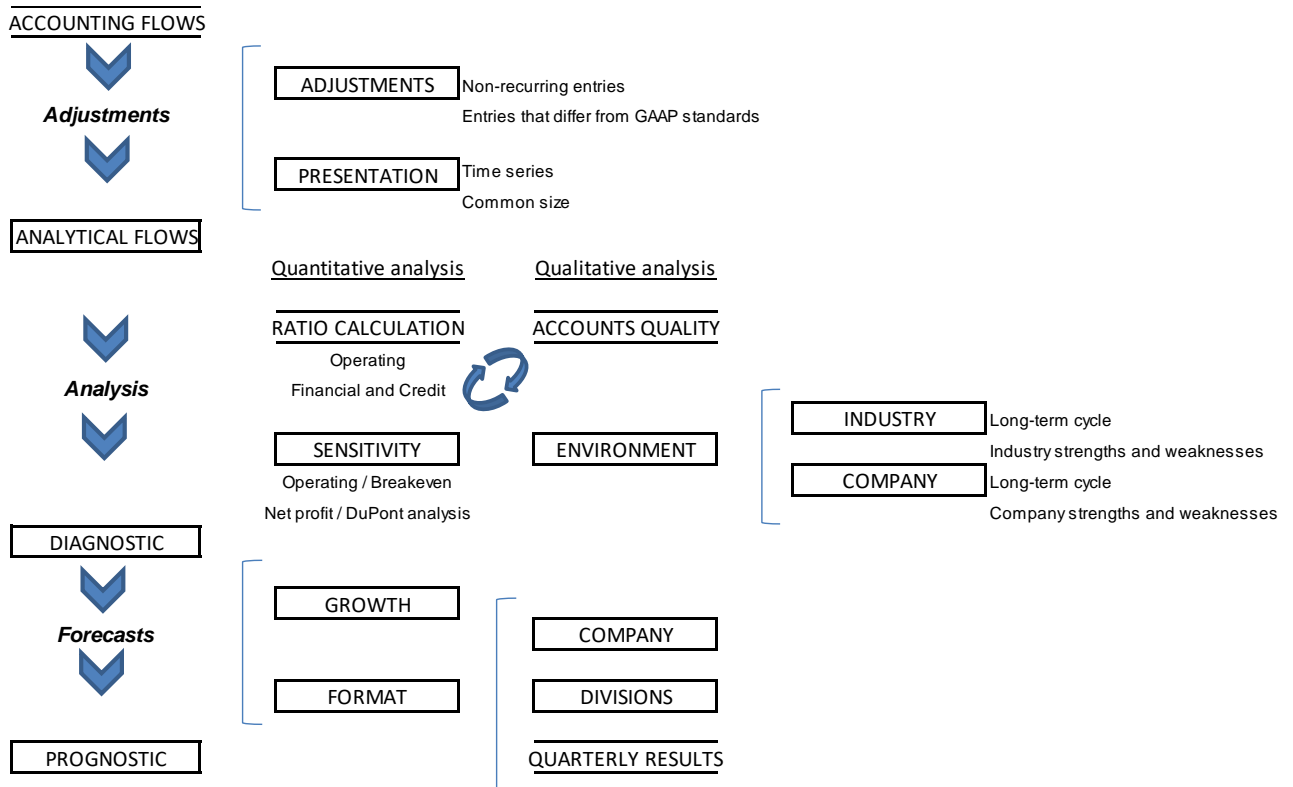 ACCOUNTING FLOWS
ADJUSTMENTS Non-recurring entries
Adjustments
Entries that differ from GAAP standards
PRESENTATION Time series
Common size
ANALYTICAL FLOWS
Quantitative analysis Qualitative analysis
RATIO CALCULATION ACCOUNTS QUALITY
Operating
Analysis
Financial and Credit
INDUSTRY Long-term cycle
SENSITIVITY ENVIRONMENT
Industry strengths and weaknesses
Operating / Breakeven
COMPANY Long-term cycle
Net profit / DuPont analysis
Company strengths and weaknesses
DIAGNOSTIC
GROWTH
Forecasts
COMPANY
FORMAT
DIVISIONS
PROGNOSTIC
QUARTERLY RESULTS